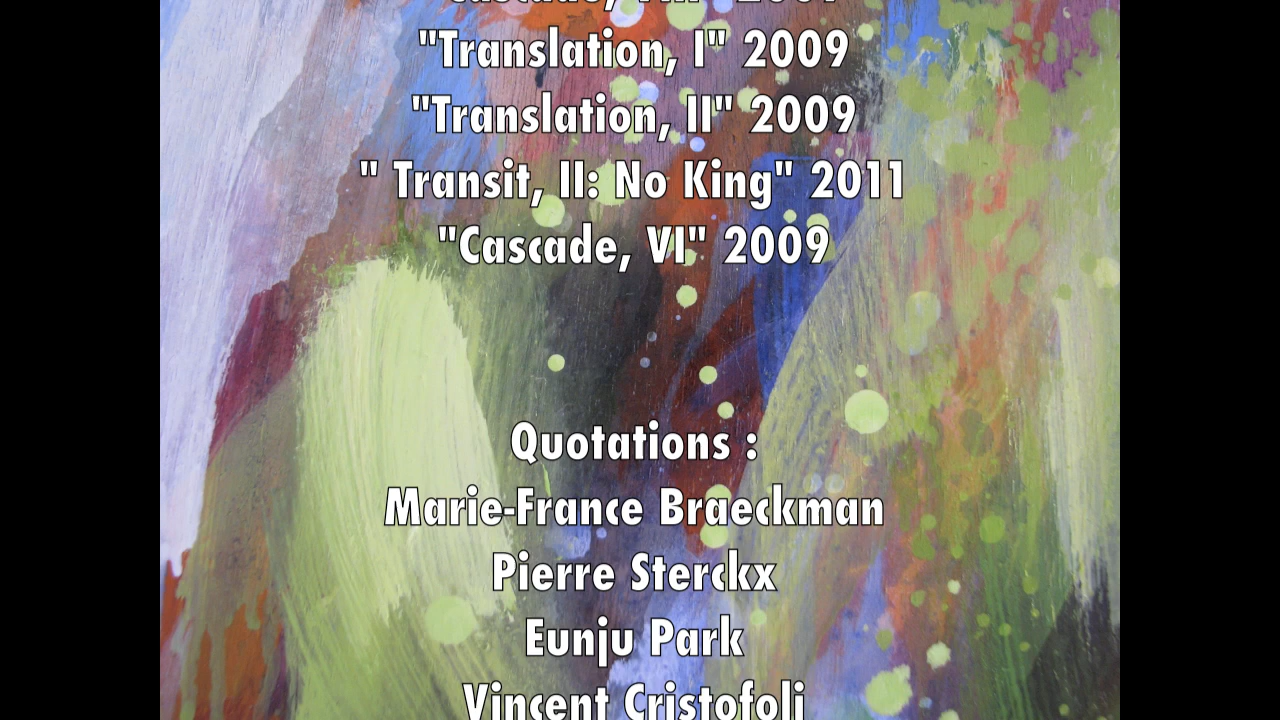 "Translation, I" 2009
"Translation, II" 2009
" Transit, II: No King" 2011
"Cascade, VI" 2009
Quotations :
Marie-France Braeckman
Pierre Sterckx
Eunju Park
Vincent Cristofoli